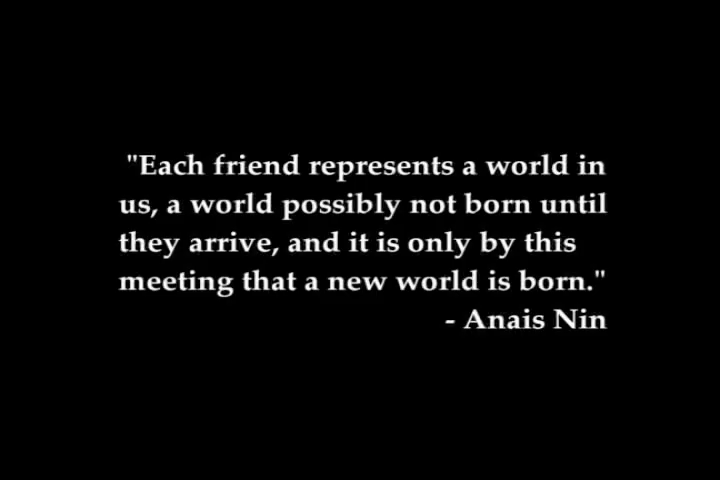 "Each friend represents a world in
us, a world possibly not born until
they arrive, and it is only by this
meeting that a new world is born."
- Anais Nin